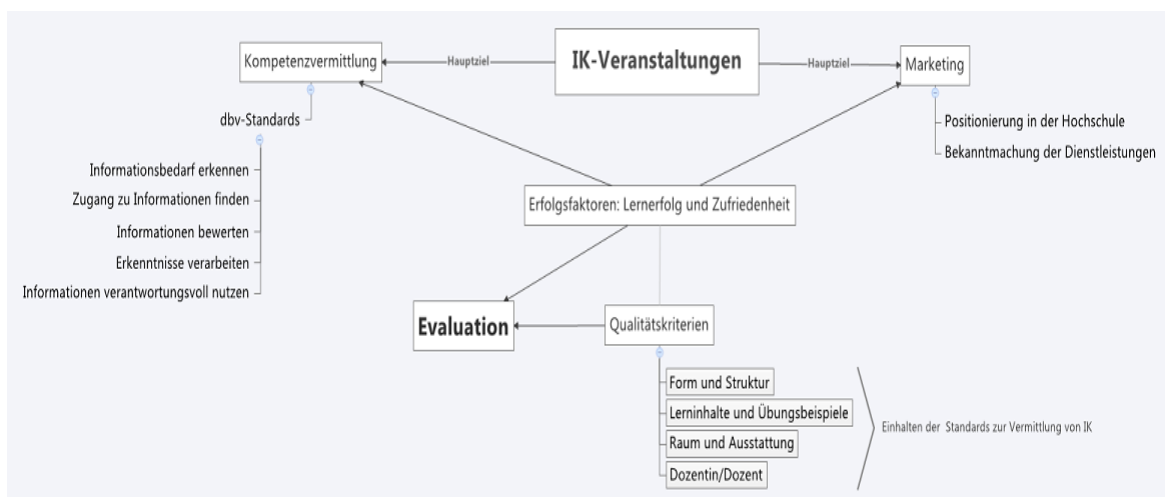 IK-Veranstaltungen
Hauptziel
Hauptziel
Kompetenzvermittlung
dbv-Standards
Informationsbedarf erkennen
Zugang zu Informationen finden
Informationen bewerten
Erkenntnisse verarbeiten
Informationen verantwortungsvoll nutzen
Marketing
Positionierung in der Hochschule
Bekanntmachung der Dienstleistungen
Erfolgsfaktoren: Lernerfolg und Zufriedenheit
Evaluation
Qualitätskriterien
Form und Struktur
Lerninhalte und Übungsbeispiele
Raum und Ausstattung
Dozentin/Dozent
Einhalten der Standards zur Vermittlung von IK